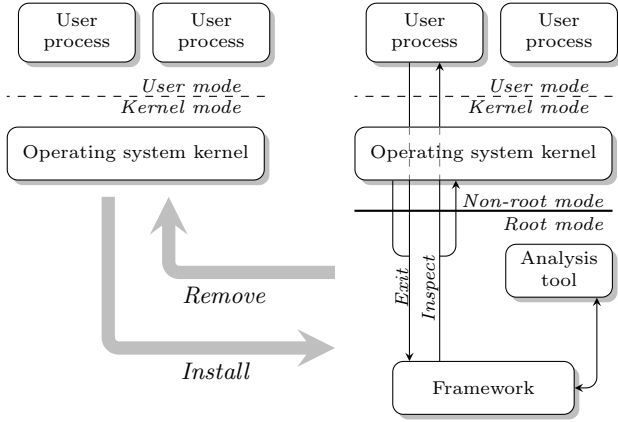 User
process
User
process
User mode
Kernel mode
Operating system kernel
Remove
Install
User
process
User
process
User mode
Kernel mode
Operating system kernel
Non-root mode
Root mode
Analysis
tool
Exit
Inspect
Framework